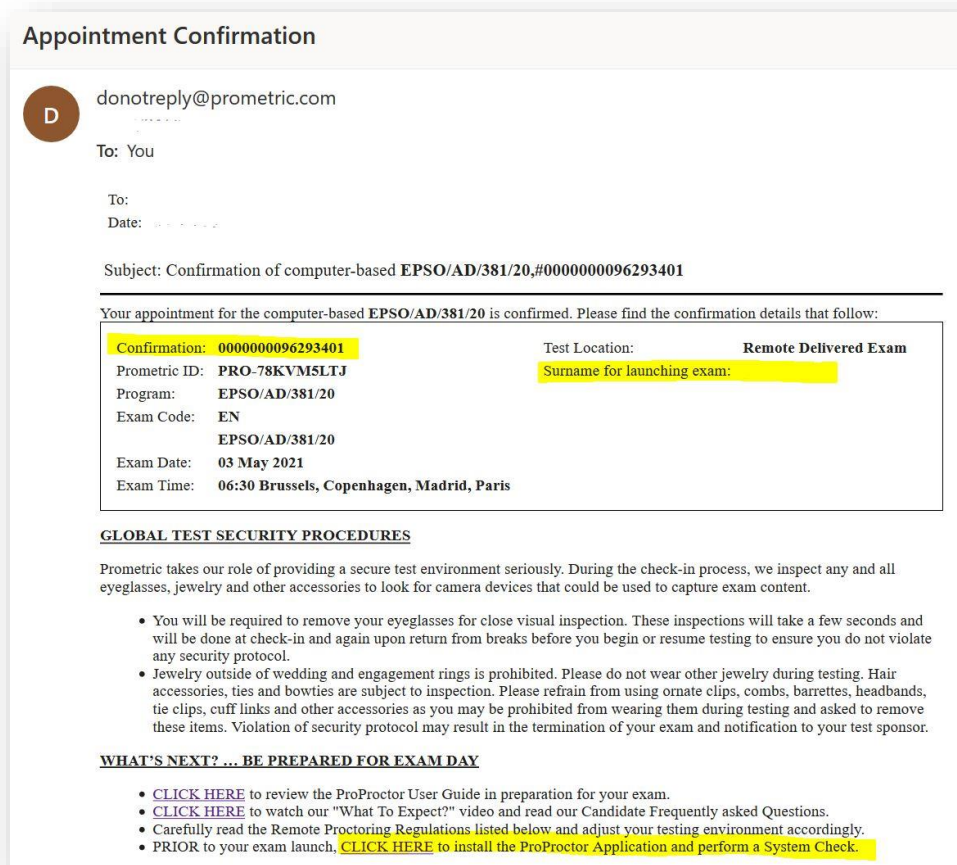 Appointment Confirmation
D
donotreply@prometric.com
To: You
To:
Date:
Subject: Confirmation of computer-based EPSO/AD/381/20,#0000000096293401
Your appointment for the computer-based EPSO/AD/381/20 is confirmed. Please find the confirmation details that follow:
Confirmation: 0000000096293401 Test Location: Remote Delivered Exam
Prometric ID: PRO-78KVM5LTJ Surname for launching exam:
Program: EPSO/AD/381/20
Exam Code: EN
EPSO/AD/381/20
Exam Date: 03 May 2021
Exam Time: 06:30 Brussels, Copenhagen, Madrid, Paris
GLOBAL TEST SECURITY PROCEDURES
Prometric takes our role of providing a secure test environment seriously. During the check-in process, we inspect any and all
eyeglasses, jewelry and other accessories to look for camera devices that could be used to capture exam content.
• You will be required to remove your eyeglasses for close visual inspection. These inspections will take a few seconds and
will be done at check-in and again upon return from breaks before you begin or resume testing to ensure you do not violate
any security protocol.
• Jewelry outside of wedding and engagement rings is prohibited. Please do not wear other jewelry during testing. Hair
accessories, ties and bowties are subject to inspection. Please refrain from using ornate clips, combs, barrettes, headbands,
tie clips, cuff links and other accessories as you may be prohibited from wearing them during testing and asked to remove
these items. Violation of security protocol may result in the termination of your exam and notification to your test sponsor.
WHAT'S NEXT? … BE PREPARED FOR EXAM DAY
• CLICK HERE to review the ProProctor User Guide in preparation for your exam.
• CLICK HERE to watch our "What To Expect?" video and read our Candidate Frequently asked Questions.
• Carefully read the Remote Proctoring Regulations listed below and adjust your testing environment accordingly.
• PRIOR to your exam launch, CLICK HERE to install the ProProctor Application and perform a System Check.